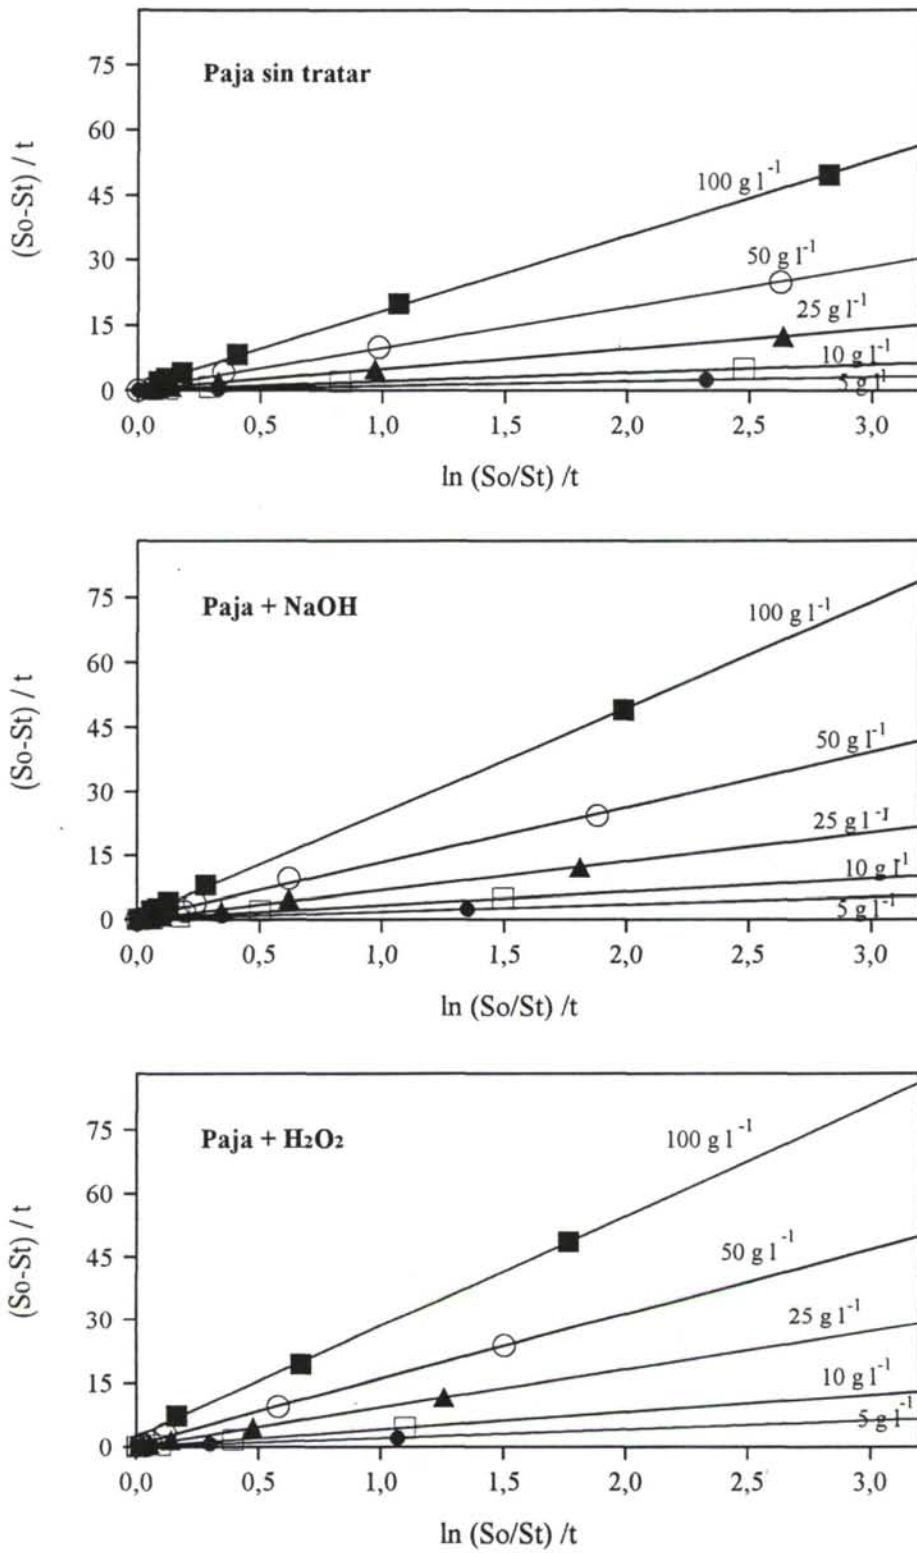 75
Paja sin tratar
60
100 g l⁻¹
45
(So-St) / t
50 g l⁻¹
30
25 g l⁻¹
15
10 g l⁻¹
0
5 g l⁻¹
0,0 0,5 1,0 1,5 2,0 2,5 3,0
ln (So/St) /t
75
Paja + NaOH
100 g l⁻¹
60
45
(So-St) / t
50 g l⁻¹
30
25 g l⁻¹
15
10 g l⁻¹
0
5 g l⁻¹
0,0 0,5 1,0 1,5 2,0 2,5 3,0
ln (So/St) /t
75
Paja + H₂O₂
100 g l⁻¹
60
45
(So-St) / t
50 g l⁻¹
30
25 g l⁻¹
15
10 g l⁻¹
0
5 g l⁻¹
0,0 0,5 1,0 1,5 2,0 2,5 3,0
ln (So/St) /t